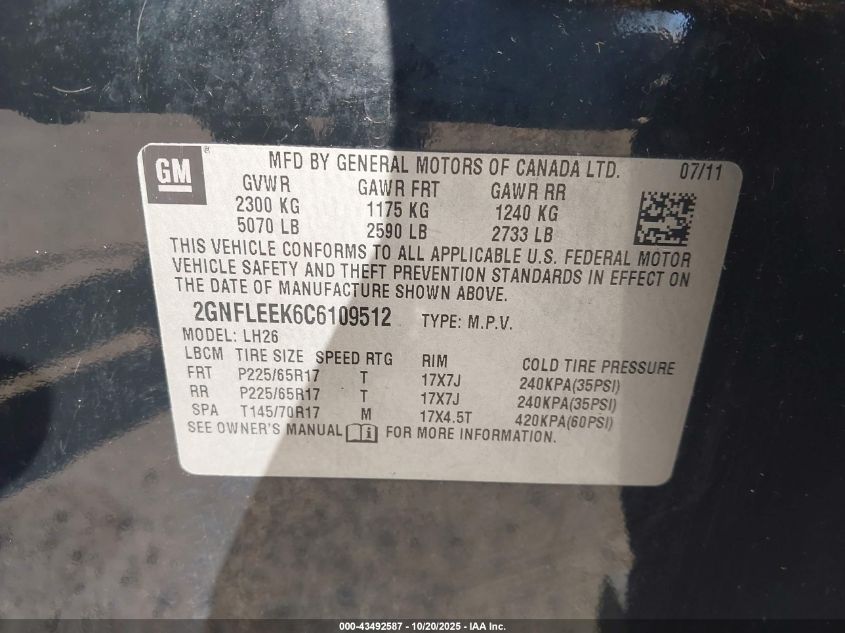 GM ®
MFD BY GENERAL MOTORS OF CANADA LTD. 07/11
GVWR GAWR FRT GAWR RR
2300 KG 1175 KG 1240 KG
5070 LB 2590 LB 2733 LB
THIS VEHICLE CONFORMS TO ALL APPLICABLE U.S. FEDERAL MOTOR
VEHICLE SAFETY AND THEFT PREVENTION STANDARDS IN EFFECT ON
THE DATE OF MANUFACTURE SHOWN ABOVE.
2GNFLEEK6C6109512 TYPE: M.P.V.
MODEL: LH26
LBCM TIRE SIZE SPEED RTG RIM COLD TIRE PRESSURE
FRT P225/65R17 T 17X7J 240KPA(35PSI)
RR P225/65R17 T 17X7J 240KPA(35PSI)
SPA T145/70R17 M 17X4.5T 420KPA(60PSI)
SEE OWNER'S MANUAL i FOR MORE INFORMATION.
000-43492587 - 10/20/2025 - IAA Inc.